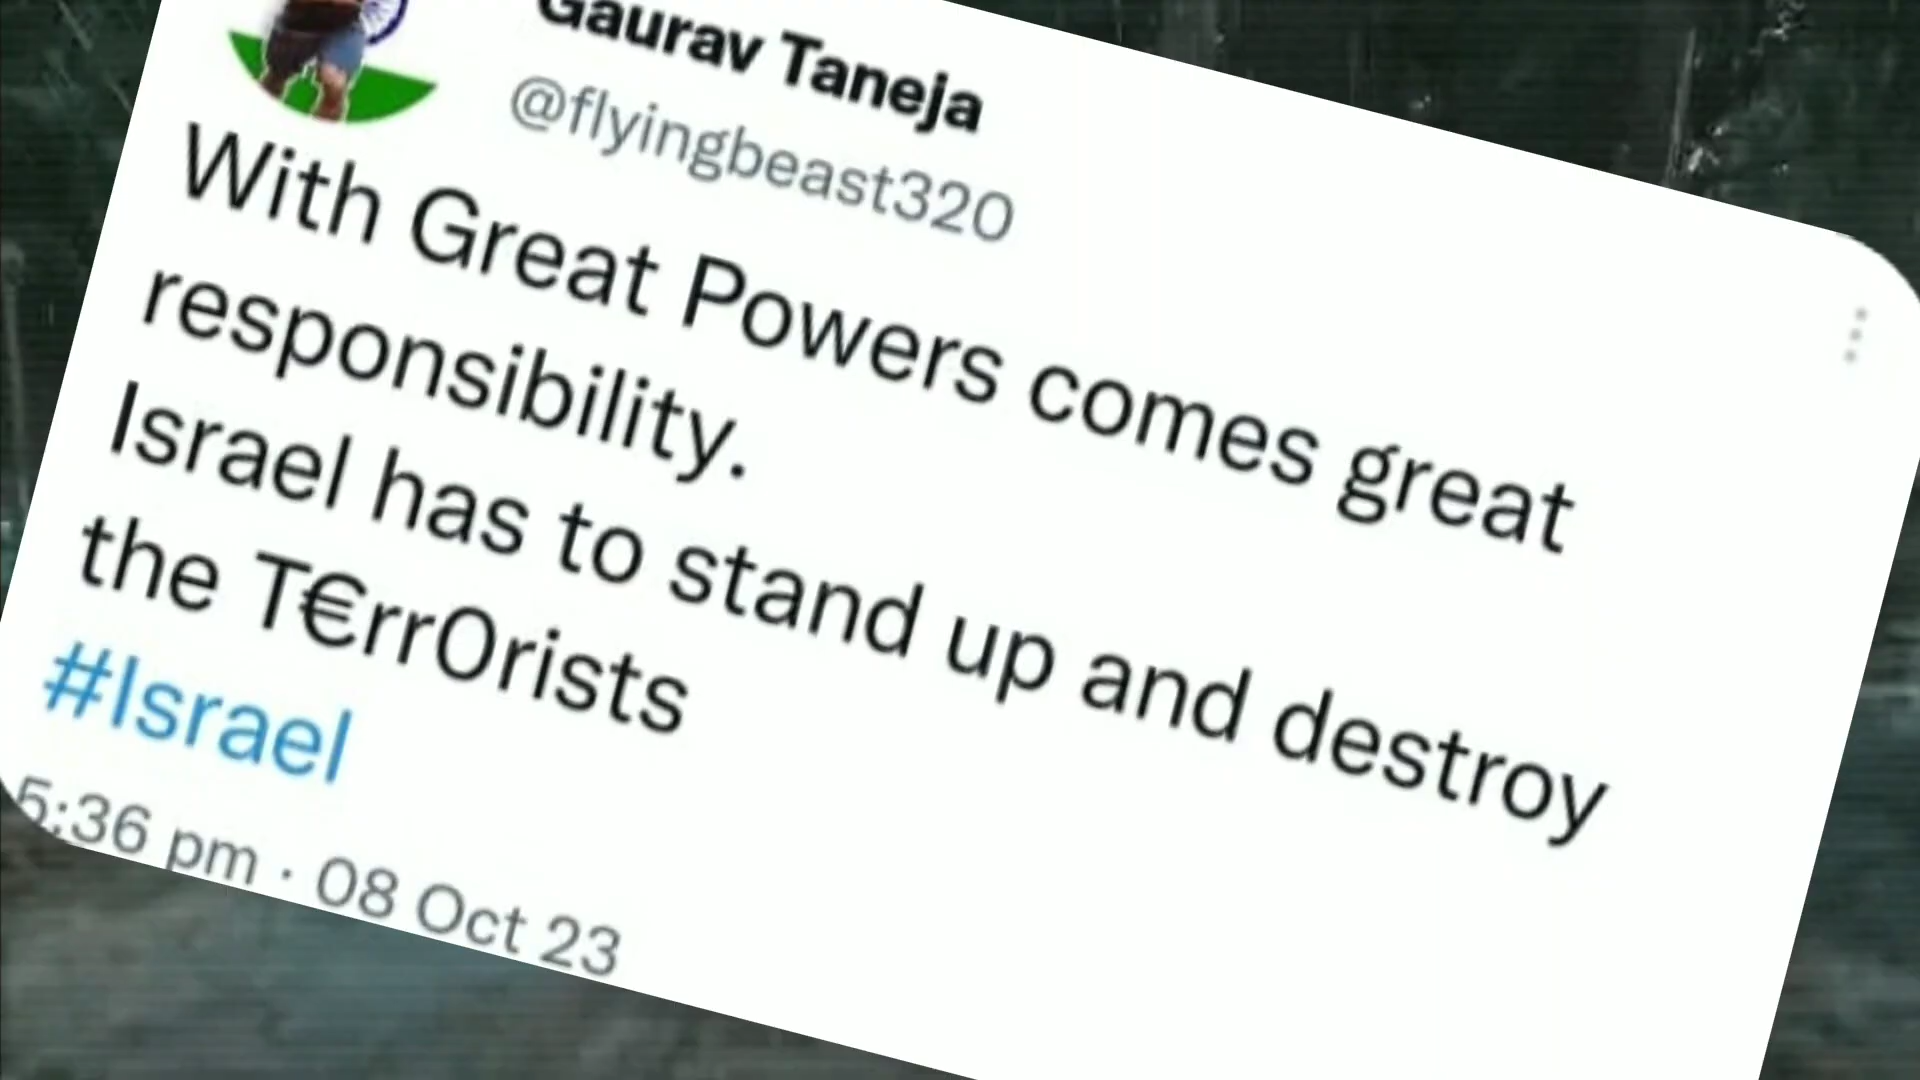 Gaurav Taneja
@flyingbeast320
With Great Powers comes great
responsibility.
Israel has to stand up and destroy
the T€rr0rists
#Israel
5:36 pm · 08 Oct 23